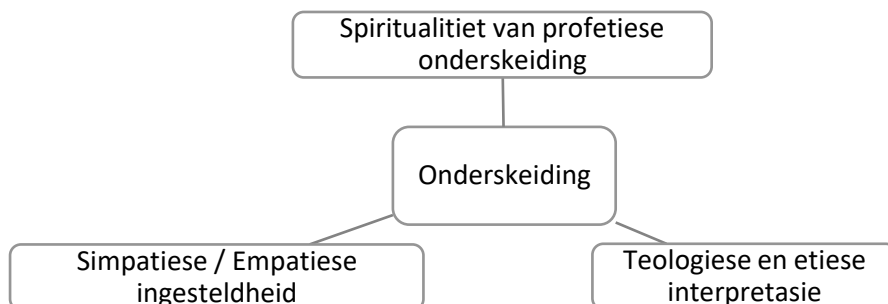 Spiritualitiet van profetiese
onderskeiding
Onderskeiding
Simpatiese / Empatiese
ingesteldheid
Teologiese en etiese
interpretasie